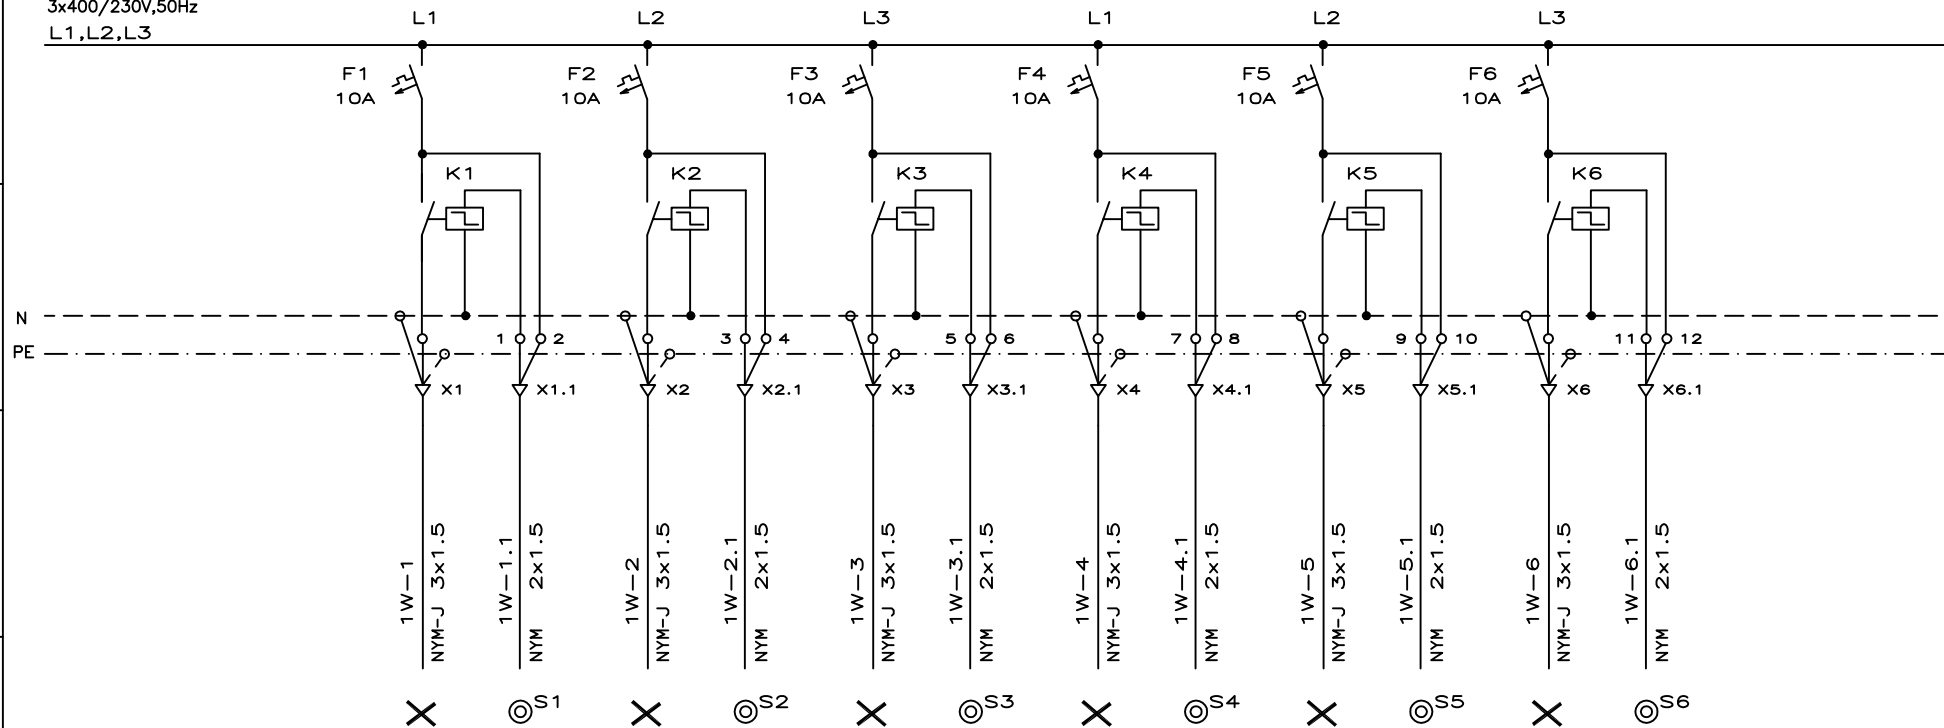 3x400/230V,50Hz
L1,L2,L3
L1 L2 L3 L1 L2 L3
F1 F2 F3 F4 F5 F6
10A 10A 10A 10A 10A 10A
K1 K2 K3 K4 K5 K6
N
1 2 3 4 5 6 7 8 9 10 11 12
PE
X1 X1.1 X2 X2.1 X3 X3.1 X4 X4.1 X5 X5.1 X6 X6.1
1W-1
NYM-J 3x1.5
1W-1.1
NYM 2x1.5
1W-2
NYM-J 3x1.5
1W-2.1
NYM 2x1.5
1W-3
NYM-J 3x1.5
1W-3.1
NYM 2x1.5
1W-4
NYM-J 3x1.5
1W-4.1
NYM 2x1.5
1W-5
NYM-J 3x1.5
1W-5.1
NYM 2x1.5
1W-6
NYM-J 3x1.5
1W-6.1
NYM 2x1.5
S1 S2 S3 S4 S5 S6